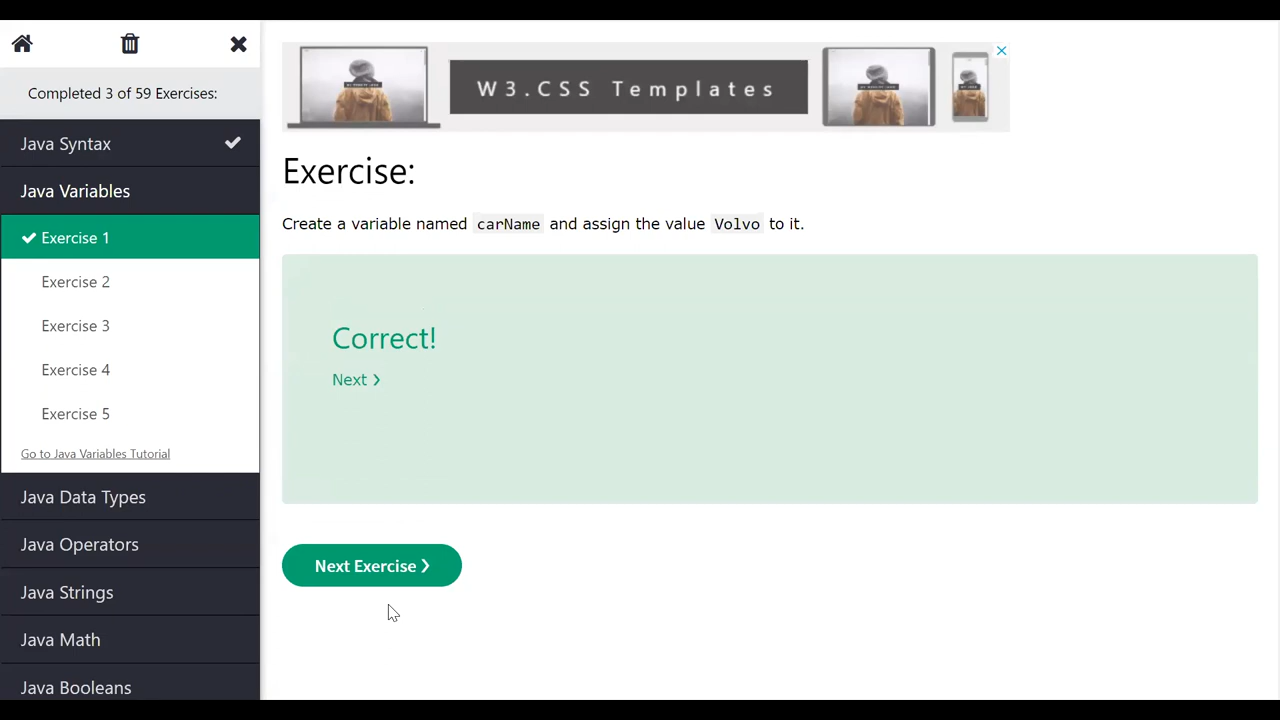 Completed 3 of 59 Exercises:
Java Syntax
Java Variables
Exercise 1
Exercise 2
Exercise 3
Exercise 4
Exercise 5
Go to Java Variables Tutorial
Java Data Types
Java Operators
Java Strings
Java Math
Java Booleans
W3.CSS Templates
Exercise:
Create a variable named carName and assign the value Volvo to it.
Correct!
Next ❯
Next Exercise ❯